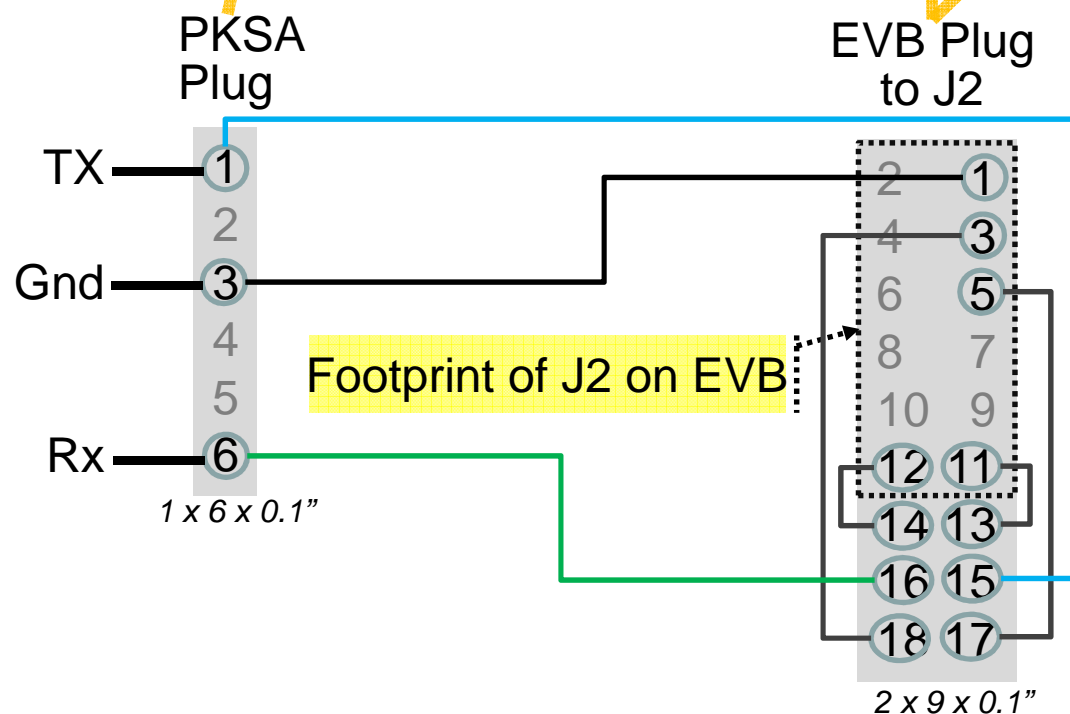 PKSA
Plug
EVB Plug
to J2
TX
1
2
Gnd
3
4
5
Rx
6
1 x 6 x 0.1”
Footprint of J2 on EVB
2 1
4 3
6 5
8 7
10 9
12 11
14 13
16 15
18 17
2 x 9 x 0.1”